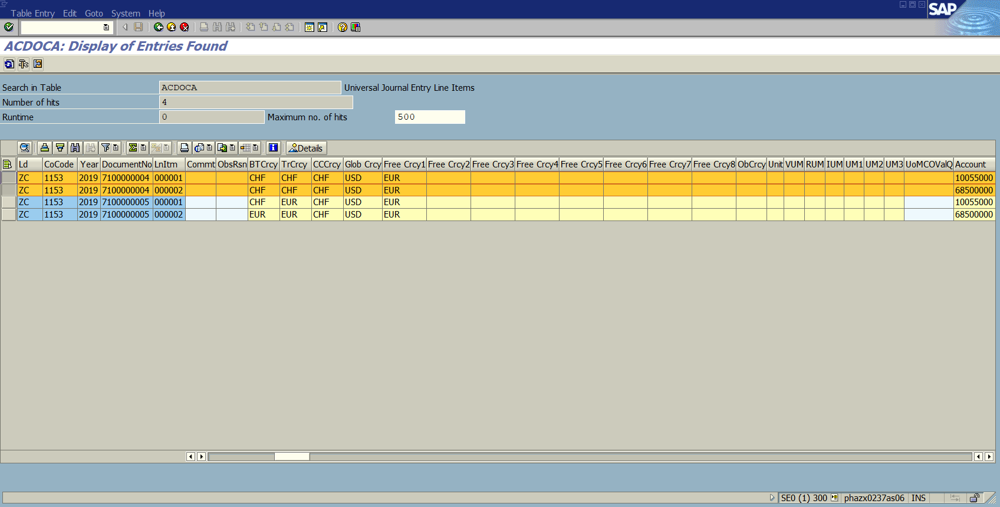 Table Entry Edit Goto System Help
SAP
ACDOCA: Display of Entries Found
Search in Table ACDOCA Universal Journal Entry Line Items
Number of hits 4
Runtime 0 Maximum no. of hits 500
Details
Ld CoCode Year DocumentNo LnItm Commt ObsRsn BTCrcy TrCrcy CCCrcy Glob Crcy Free Crcy1 Free Crcy2 Free Crcy3 Free Crcy4 Free Crcy5 Free Crcy6 Free Crcy7 Free Crcy8 ObCrcy Unit VUM RUM IUM UM1 UM2 UM3 UoMCOValQ Account
ZC 1153 2019 7100000004 000001 CHF CHF CHF USD EUR 10055000
ZC 1153 2019 7100000004 000002 CHF CHF CHF USD EUR 68500000
ZC 1153 2019 7100000005 000001 CHF EUR CHF USD EUR 10055000
ZC 1153 2019 7100000005 000002 EUR EUR CHF USD EUR 68500000
SE0 (1) 300 phazx0237as06 INS